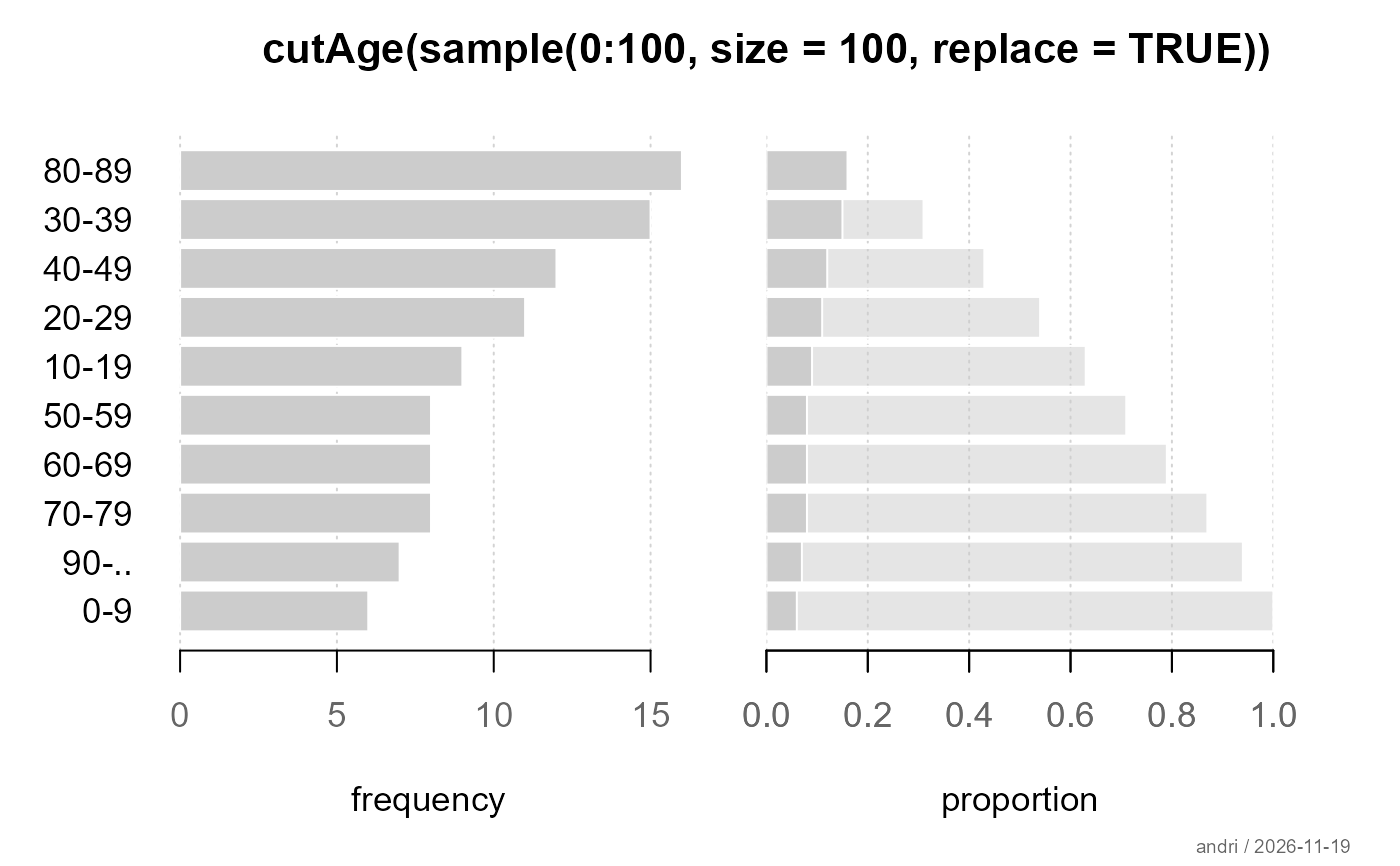 cutAge(sample(0:100, size = 100, replace = TRUE))
80-89
30-39
40-49
20-29
10-19
50-59
60-69
70-79
90-..
0-9
0 5 10 15
0.0 0.2 0.4 0.6 0.8 1.0
frequency
proportion
andri / 2026-11-19